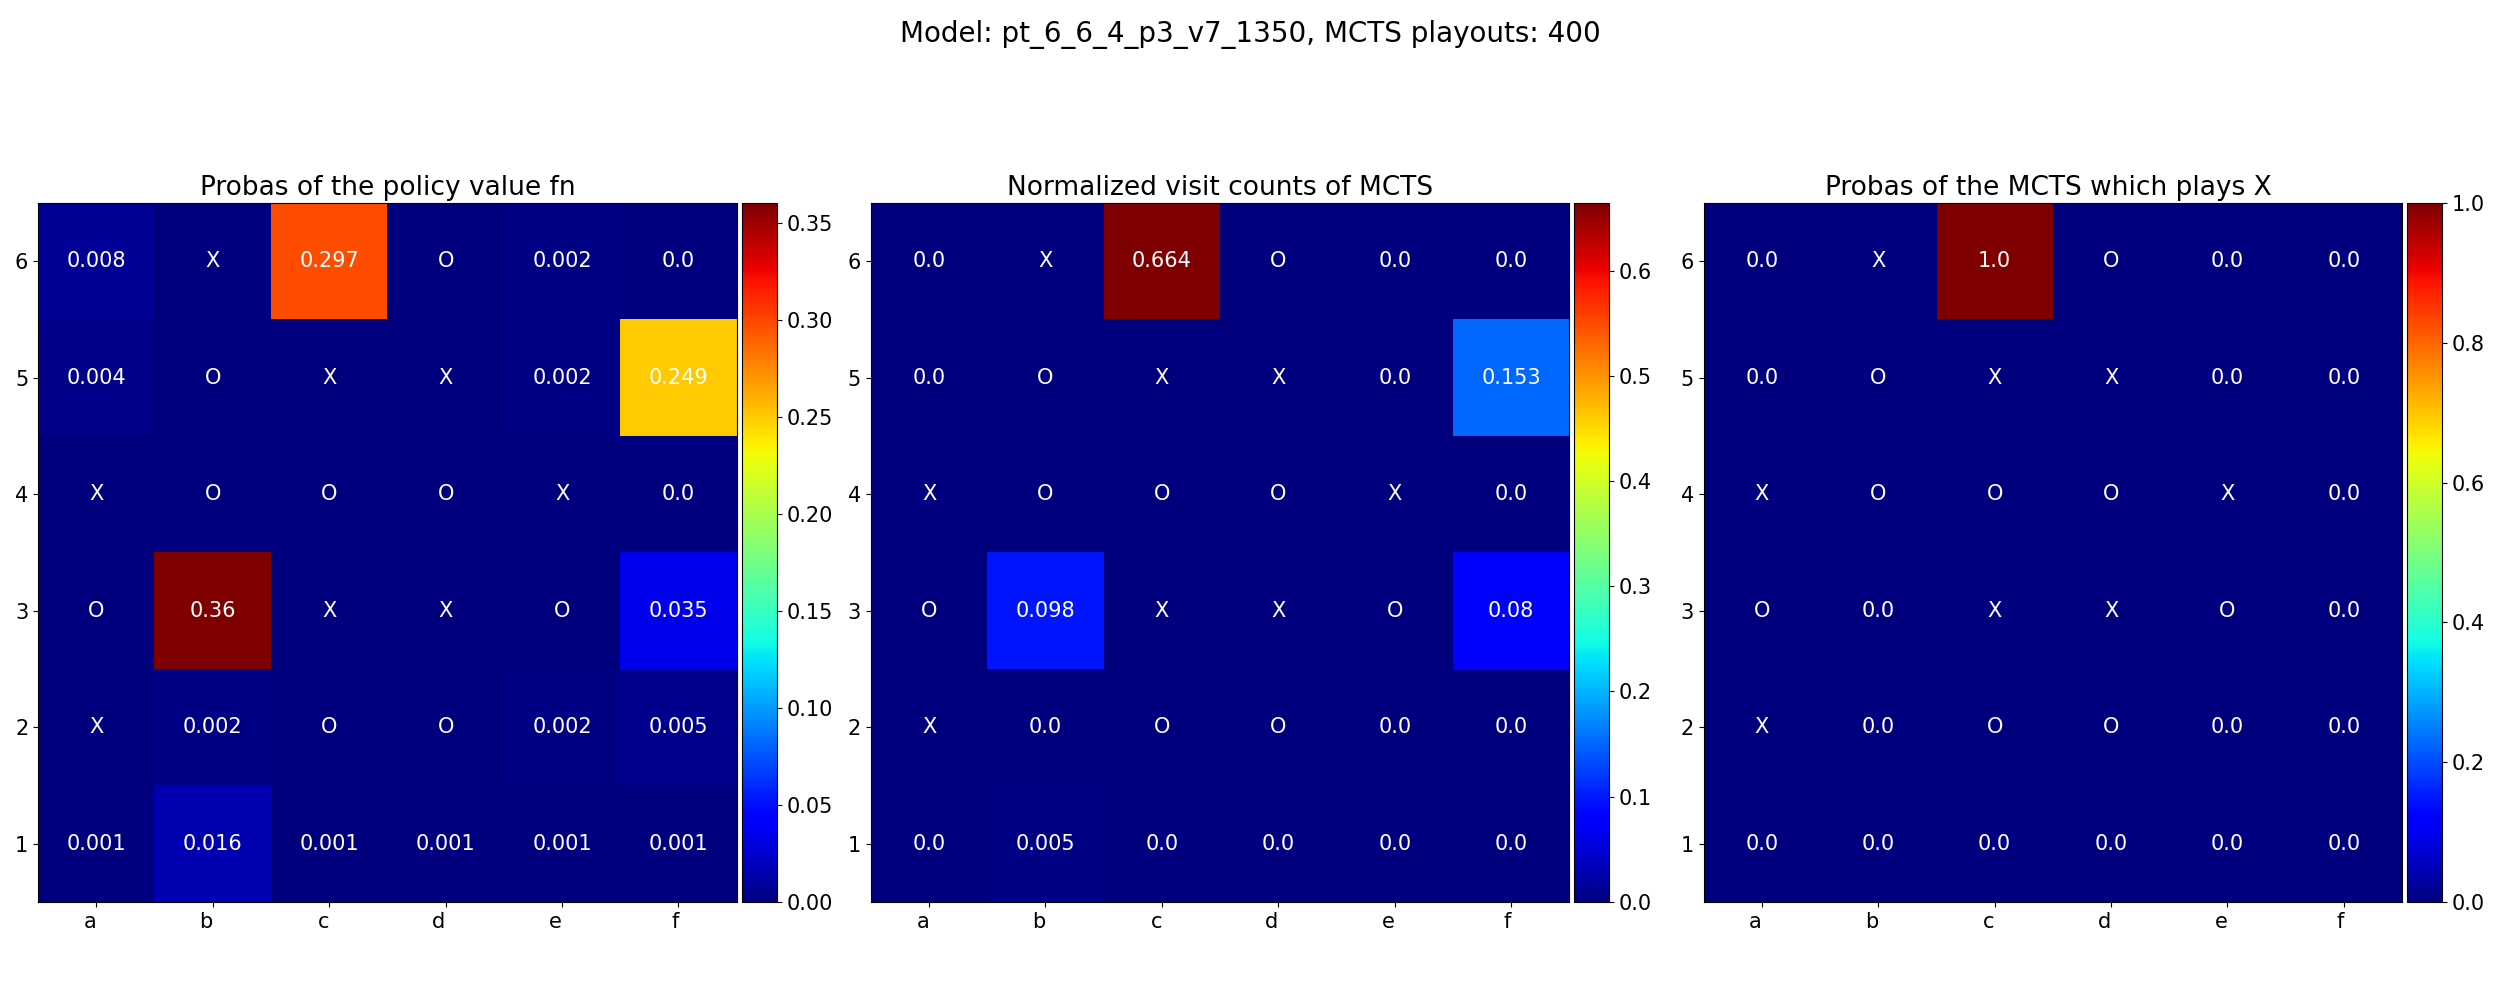 Model: pt_6_6_4_p3_v7_1350, MCTS playouts: 400
Probas of the policy value fn
6 0.008 X 0.297 O 0.002 0.0
5 0.004 O X X 0.002 0.249
4 X O O O X 0.0
3 O 0.36 X X O 0.035
2 X 0.002 O O 0.002 0.005
1 0.001 0.016 0.001 0.001 0.001 0.001
a b c d e f
0.35
0.30
0.25
0.20
0.15
0.10
0.05
0.00
Normalized visit counts of MCTS
6 0.0 X 0.664 O 0.0 0.0
5 0.0 O X X 0.0 0.153
4 X O O O X 0.0
3 O 0.098 X X O 0.08
2 X 0.0 O O 0.0 0.0
1 0.0 0.005 0.0 0.0 0.0 0.0
a b c d e f
0.6
0.5
0.4
0.3
0.2
0.1
0.0
Probas of the MCTS which plays X
6 0.0 X 1.0 O 0.0 0.0
5 0.0 O X X 0.0 0.0
4 X O O O X 0.0
3 O 0.0 X X O 0.0
2 X 0.0 O O 0.0 0.0
1 0.0 0.0 0.0 0.0 0.0 0.0
a b c d e f
1.0
0.8
0.6
0.4
0.2
0.0